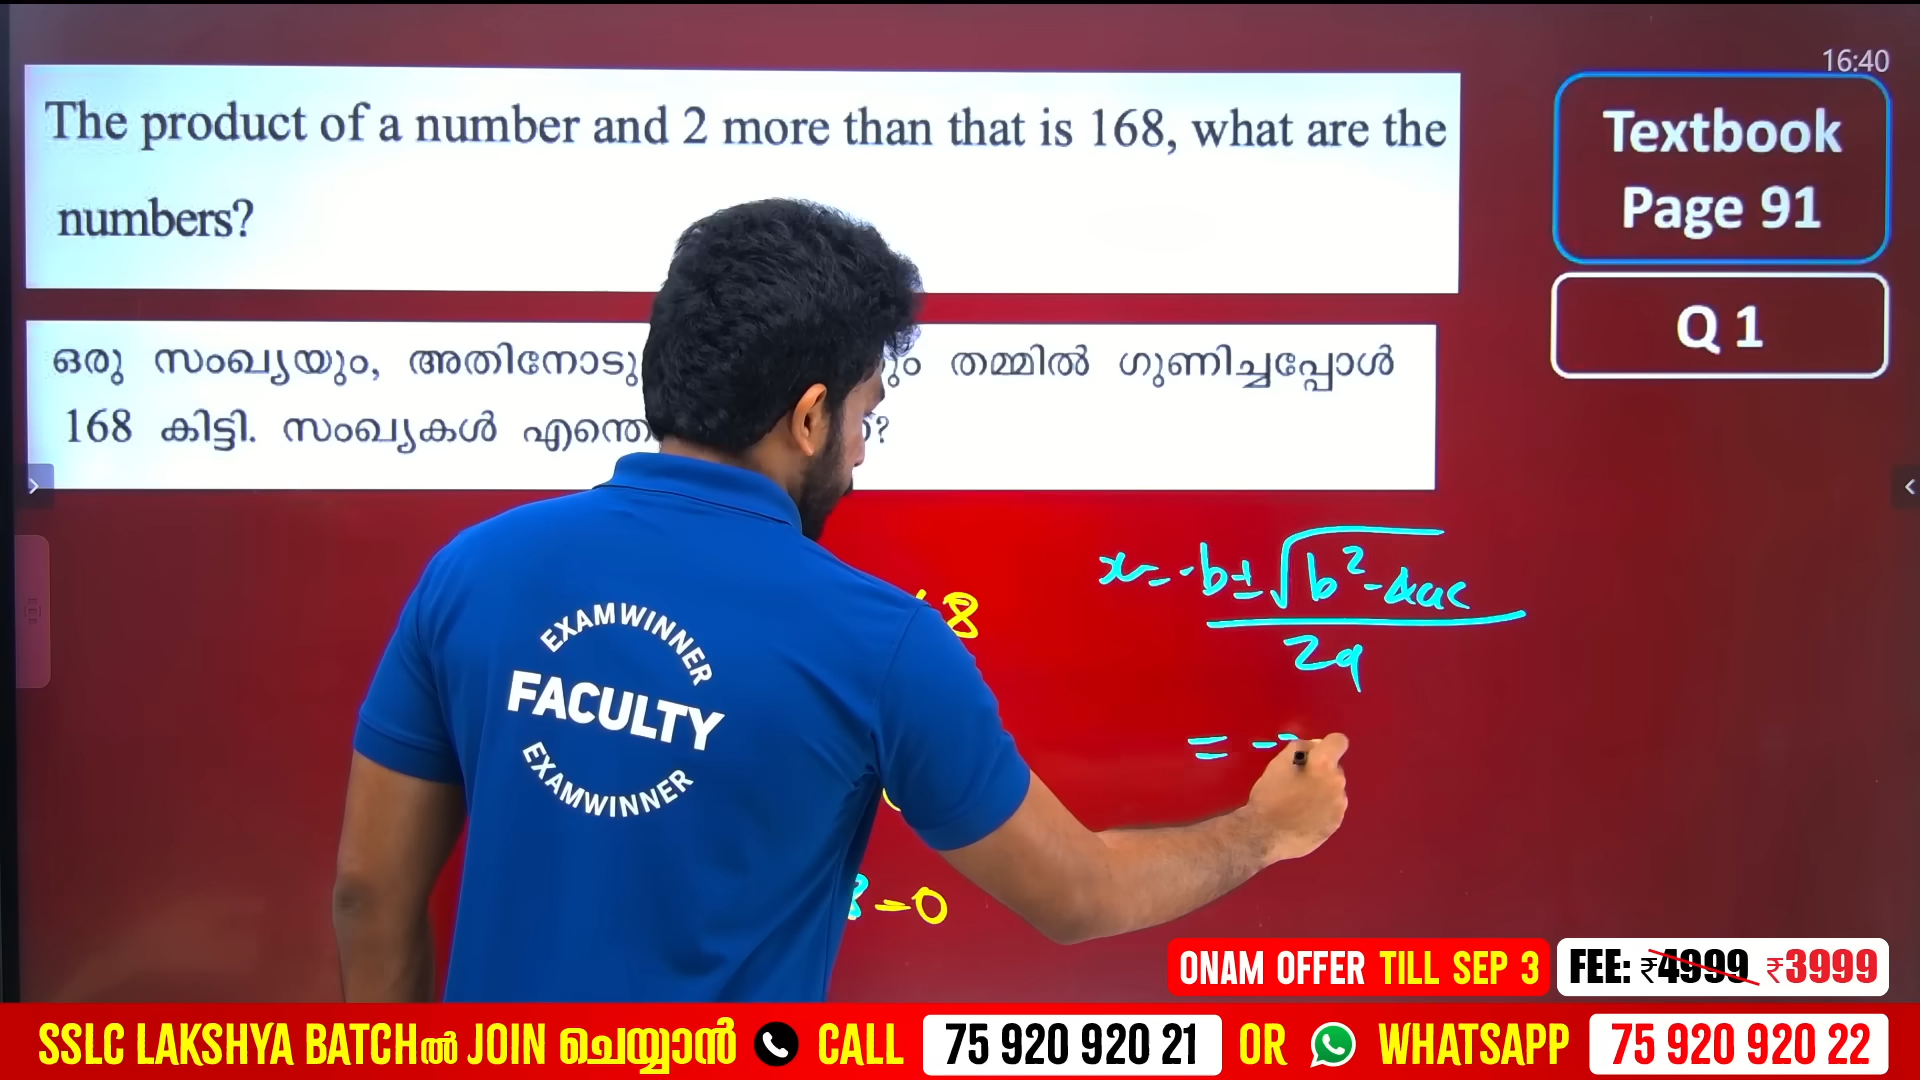 16:40
The product of a number and 2 more than that is 168, what are the
numbers?
Textbook
Page 91
Q 1
ഒരു സംഖ്യയും, അതിനോടു തമ്മിൽ ഗുണിച്ചപ്പോൾ
168 കിട്ടി. സംഖ്യകൾ
x = -b ± √b² - 4ac
2a
= -2
8
= 0
EXAMWINNER
FACULTY
EXAMWINNER
ONAM OFFER TILL SEP 3
FEE: ₹4999 ₹3999
SSLC LAKSHYA BATCHൽ JOIN ചെയ്യാൻ CALL 75 920 920 21 OR WHATSAPP 75 920 920 22